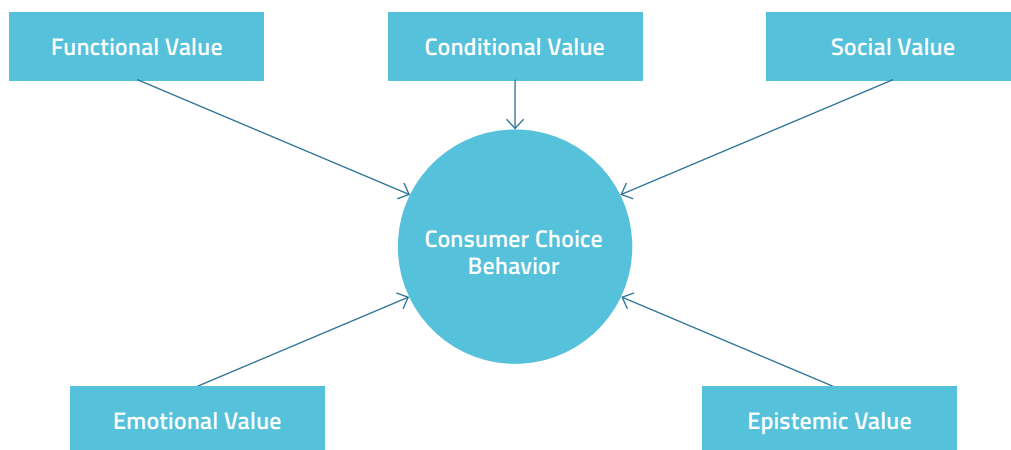 Functional Value
Conditional Value
Social Value
Consumer Choice
Behavior
Emotional Value
Epistemic Value